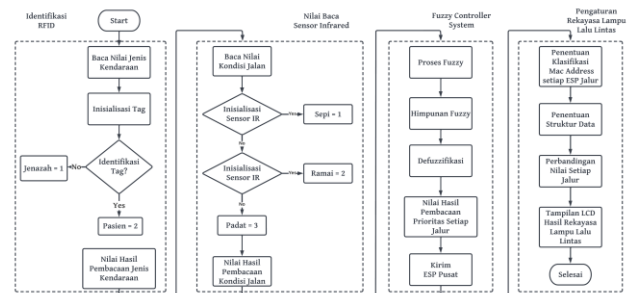 Identifikasi
RFID
Start
Baca Nilai Jenis
Kendaraan
Inisialisasi Tag
Identifikasi
Tag?
No
Jenazah = 1
Yes
Pasien = 2
Nilai Hasil
Pembacaan Jenis
Kendaraan
Nilai Baca
Sensor Infrared
Baca Nilai
Kondisi Jalan
Inisialisasi
Sensor IR
Yes
Sepi = 1
No
Inisialisasi
Sensor IR
Yes
Ramai = 2
No
Padat = 3
Nilai Hasil
Pembacaan
Kondisi Jalan
Fuzzy Controller
System
Proses Fuzzy
Himpunan Fuzzy
Defuzzifikasi
Nilai Hasil
Pembacaan
Prioritas Setiap
Jalur
Kirim
ESP Pusat
Pengaturan
Rekayasa Lampu
Lalu Lintas
Penentuan
Klasifikasi
Mac Address
setiap ESP Jalur
Penentuan
Struktur Data
Perbandingan
Nilai Setiap
Jalur
Tampilan LCD
Hasil Rekayasa
Lampu Lalu
Lintas
Selesai